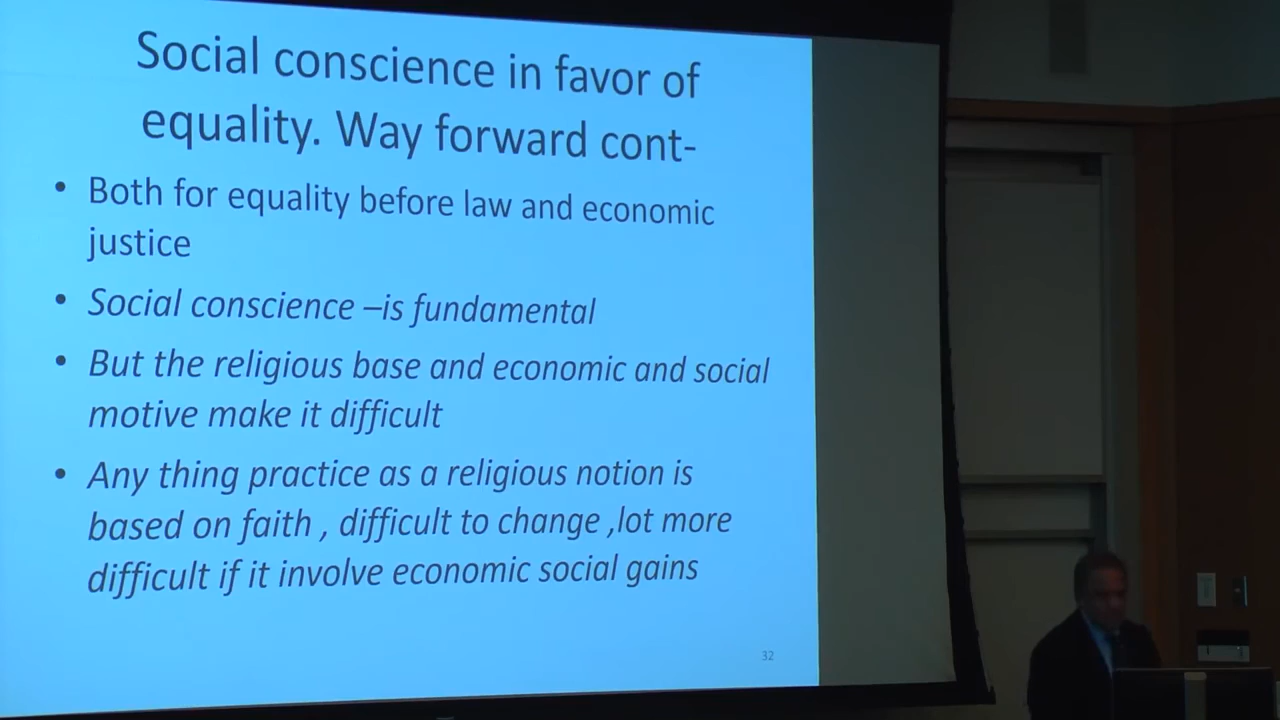 Social conscience in favor of
equality. Way forward cont-
• Both for equality before law and economic
justice
• Social conscience –is fundamental
• But the religious base and economic and social
motive make it difficult
• Any thing practice as a religious notion is
based on faith , difficult to change ,lot more
difficult if it involve economic social gains
32